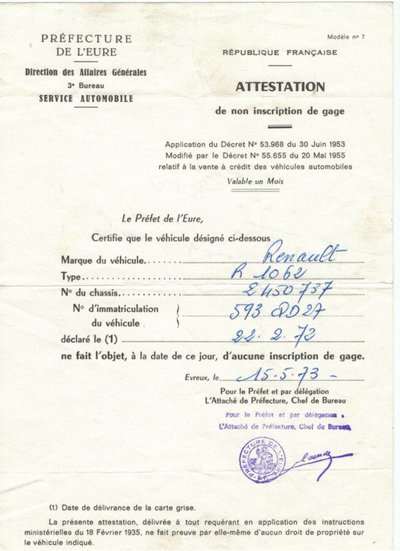 PRÉFECTURE
DE L'EURE
Direction des Affaires Générales
3e Bureau
SERVICE AUTOMOBILE
Modèle n° 7
RÉPUBLIQUE FRANÇAISE
ATTESTATION
de non inscription de gage
Application du Décret N° 53.968 du 30 Juin 1953
Modifié par le Décret N° 55.655 du 20 Mai 1955
relatif à la vente à crédit des véhicules automobiles
Valable un Mois
Le Préfet de l'Eure,
Certifie que le véhicule désigné ci-dessous
Marque du véhicule. Renault
Type. R 1062
N° du chassis. 2450737
N° d'immatriculation du véhicule 593 QD27
déclaré le (1) 22.2.72
ne fait l'objet, à la date de ce jour, d'aucune inscription de gage.
Evreux, le 15.5.73-
Pour le Préfet et par délégation
L'Attaché de Préfecture, Chef de Bureau
Pour le Préfet et par délégation
L'Attaché de Préfecture, Chef de Bureau,
PRÉFECTURE DE L'EURE
(1) Date de délivrance de la carte grise.
La présente attestation, délivrée à tout requérant en application des instructions
ministérielles du 18 Février 1935, ne fait preuve par elle-même d'aucun droit de propriété sur
le véhicule indiqué.